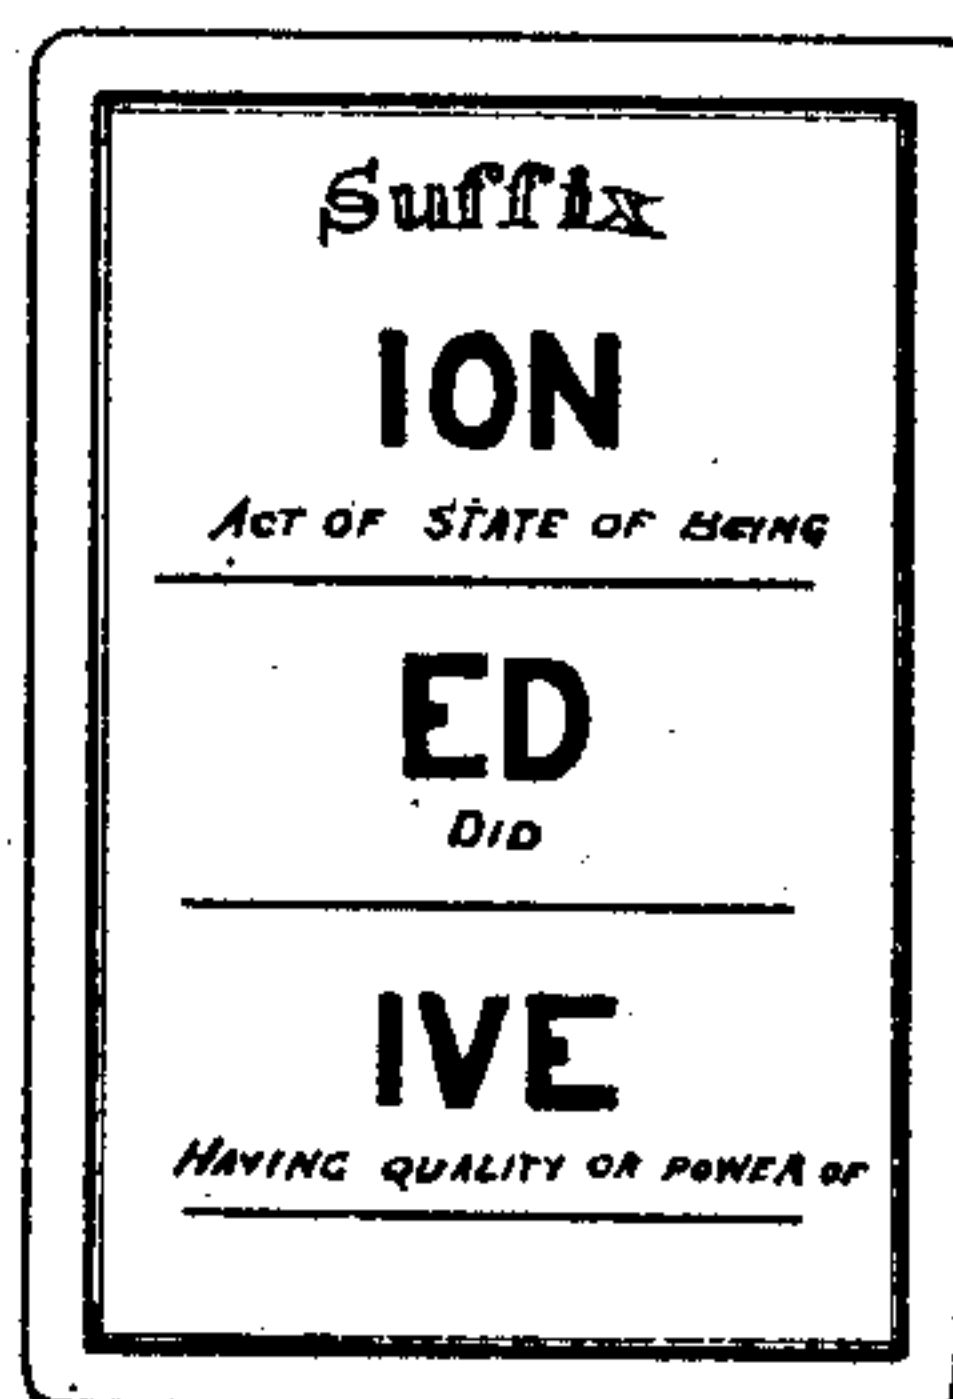 Suffix
ION
ACT OF STATE OF BEING
ED
DID
IVE
HAVING QUALITY OR POWER OF